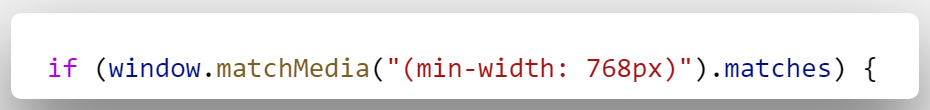 if (window.matchMedia("(min-width: 768px)").matches) {